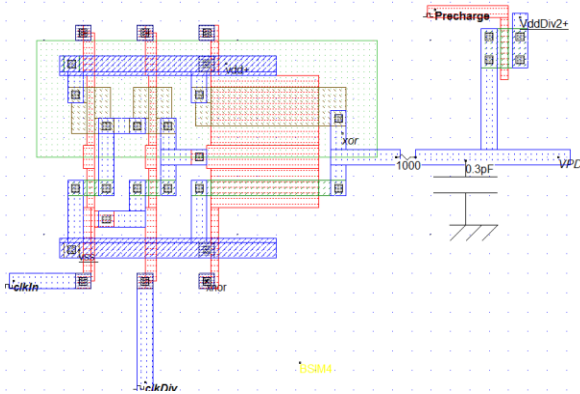 Precharge
VddDiv2+
vdd+
xor
1000
0.3pF
VPD
vss
clkIn
xnor
BSIM4
clkDiv